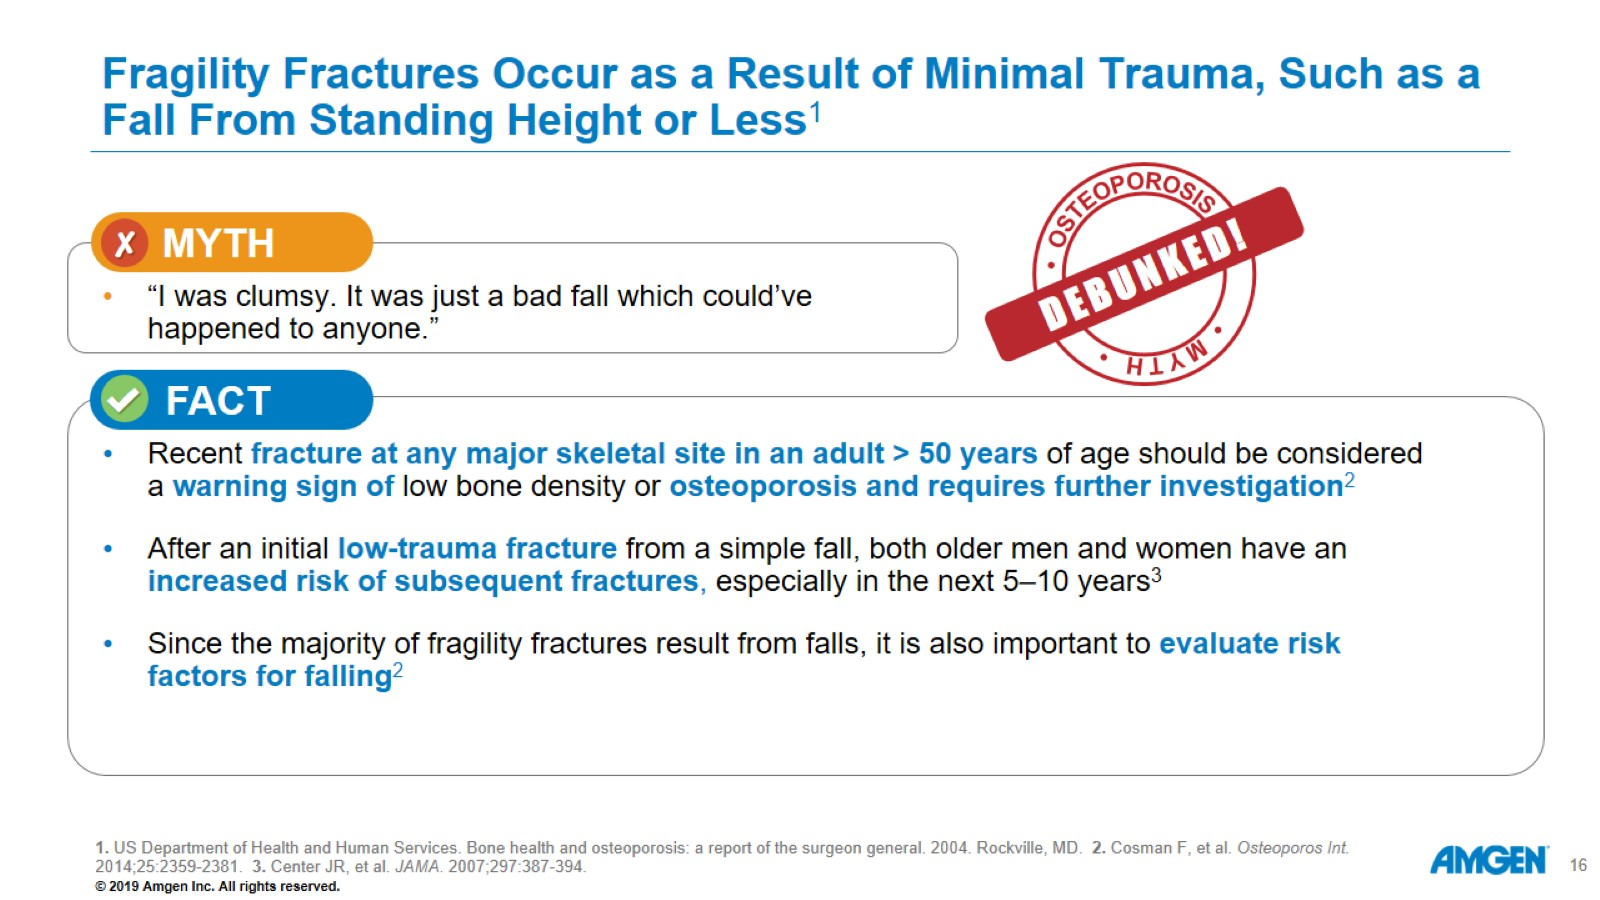 Fragility Fractures Occur as a Result of Minimal Trauma, Such as a
Fall From Standing Height or Less1
OSTEOPOROSIS
DEBUNKED!
MYTH
✗ MYTH
• “I was clumsy. It was just a bad fall which could’ve
happened to anyone.”
✓ FACT
• Recent fracture at any major skeletal site in an adult > 50 years of age should be considered
a warning sign of low bone density or osteoporosis and requires further investigation2
• After an initial low-trauma fracture from a simple fall, both older men and women have an
increased risk of subsequent fractures, especially in the next 5–10 years3
• Since the majority of fragility fractures result from falls, it is also important to evaluate risk
factors for falling2
1. US Department of Health and Human Services. Bone health and osteoporosis: a report of the surgeon general. 2004. Rockville, MD. 2. Cosman F, et al. Osteoporos Int.
2014;25:2359-2381. 3. Center JR, et al. JAMA. 2007;297:387-394.
© 2019 Amgen Inc. All rights reserved.
AMGEN
16